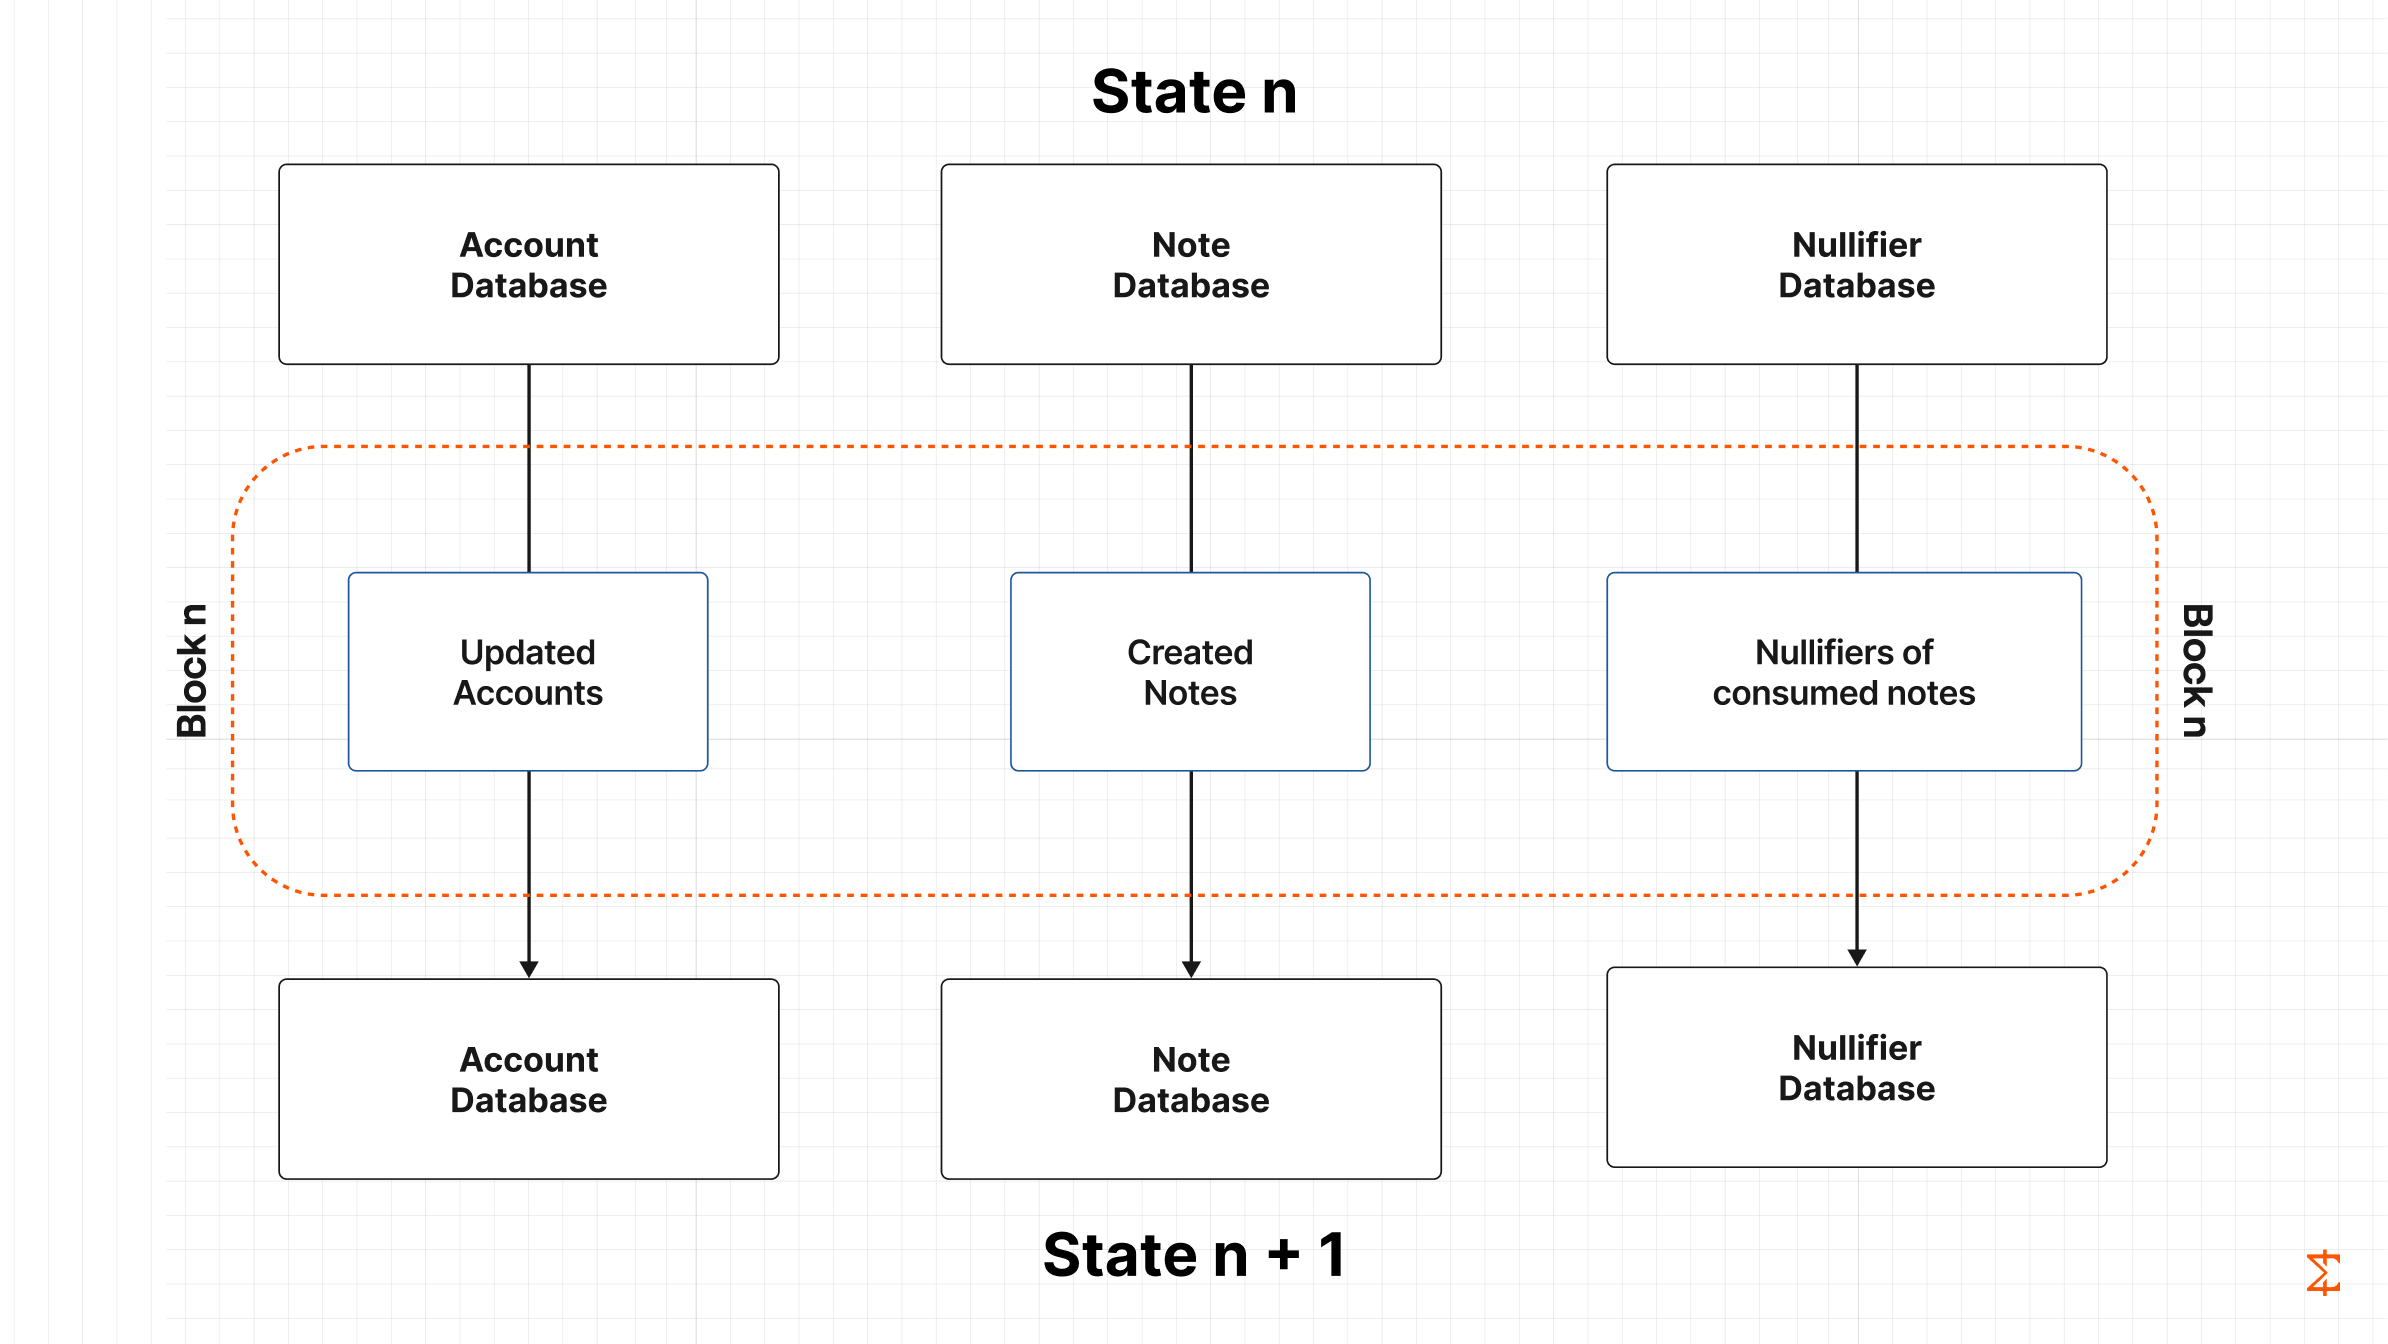 State n
Account
Database
Note
Database
Nullifier
Database
Block n
Updated
Accounts
Created
Notes
Nullifiers of
consumed notes
Block n
Account
Database
Note
Database
Nullifier
Database
State n + 1